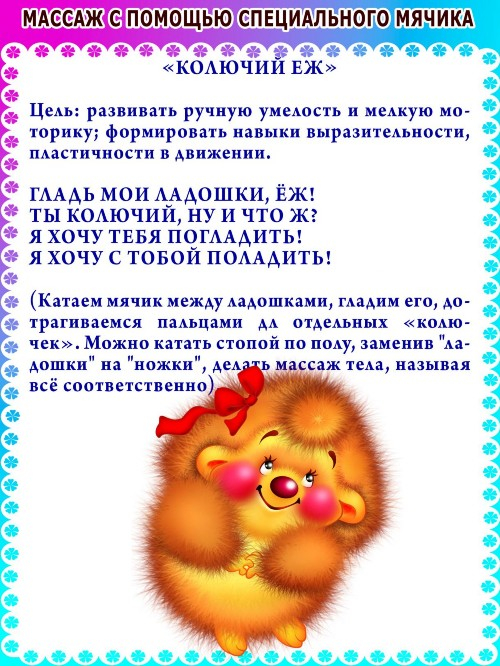 МАССАЖ С ПОМОЩЬЮ СПЕЦИАЛЬНОГО МЯЧИКА
«КОЛЮЧИЙ ЕЖ»
Цель: развивать ручную умелость и мелкую мо-
торику; формировать навыки выразительности,
пластичности в движении.
ГЛАДЬ МОИ ЛАДОШКИ, ЁЖ!
ТЫ КОЛЮЧИЙ, НУ И ЧТО Ж?
Я ХОЧУ ТЕБЯ ПОГЛАДИТЬ!
Я ХОЧУ С ТОБОЙ ПОЛАДИТЬ!
(Катаем мячик между ладошками, гладим его, до-
трагиваемся пальцами дл отдельных «колю-
чек». Можно катать стопой по полу, заменив "ла-
дошки" на "ножки", делать массаж тела, называя
всё соответственно)